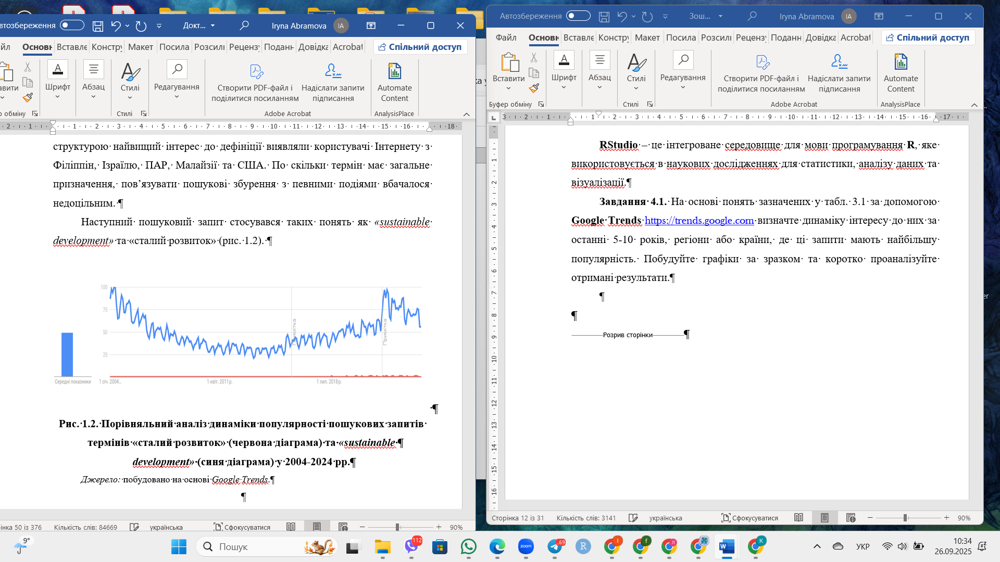 Автозбереження
Докт...
Iryna Abramova
IA
Основн
Вставле
Констру
Макет
Посила
Розсилі
Реценз
Поданн
Довідка
Acrobat
Спільний доступ
Шрифт
Абзац
Стилі
Редагування
Створити PDF-файл і
поділитися посиланням
Надіслати запити
підписання
Automate
Content
Стилі
Adobe Acrobat
AnalysisPlace
структурою найвищий інтерес до дефініції виявляли користувачі Інтернету з
Філіппін, Ізраїлю, ПАР, Малайзії та США. По скільки термін має загальне
призначення, пов’язувати пошукові збурення з певними подіями вбачалося
недоцільним. ¶
Наступний пошуковий запит стосувався таких понять як «sustainable
development» та «сталий розвиток» (рис. 1.2). ¶
100
75
50
25
Примітка
Примітка
Середні показники
1 січ. 2004...
1 квіт. 2011 р.
1 лип. 2018 р.
¶
Рис. 1.2. Порівняльний аналіз динаміки популярності пошукових запитів
термінів «сталий розвиток» (червона діаграма) та «sustainable ¶
development» (синя діаграма) у 2004-2024 рр.¶
Джерело: побудовано на основі Google Trends.¶
¶
Кількість слів: 84669
українська
Сфокусуватися
90%
Автозбереження
Зош...
Iryna Abramova
IA
Файл
Основн
Вставле
Констру
Макет
Посила
Розсилі
Реценз
Поданн
Довідка
Acrobat
Спільний доступ
Вставити
Шрифт
Абзац
Стилі
Редагування
Створити PDF-файл і
поділитися посиланням
Надіслати запити
підписання
Automate
Content
Буфер обміну
Стилі
Adobe Acrobat
AnalysisPlace
RStudio – це інтегроване середовище для мови програмування R, яке
використовується в наукових дослідженнях для статистики, аналізу даних та
візуалізації.¶
Завдання 4.1. На основі понять зазначених у табл. 3.1 за допомогою
Google Trends https://trends.google.com визначте динаміку інтересу до них за
останні 5-10 років, регіони або країни, де ці запити мають найбільшу
популярність. Побудуйте графіки за зразком та коротко проаналізуйте
отримані результати.¶
¶
¶
Розрив сторінки ¶
Сторінка 12 із 31
Кількість слів: 3141
українська
Сфокусуватися
90%
9°
Пошук
112
zoom
УКР
10:34
26.09.2025